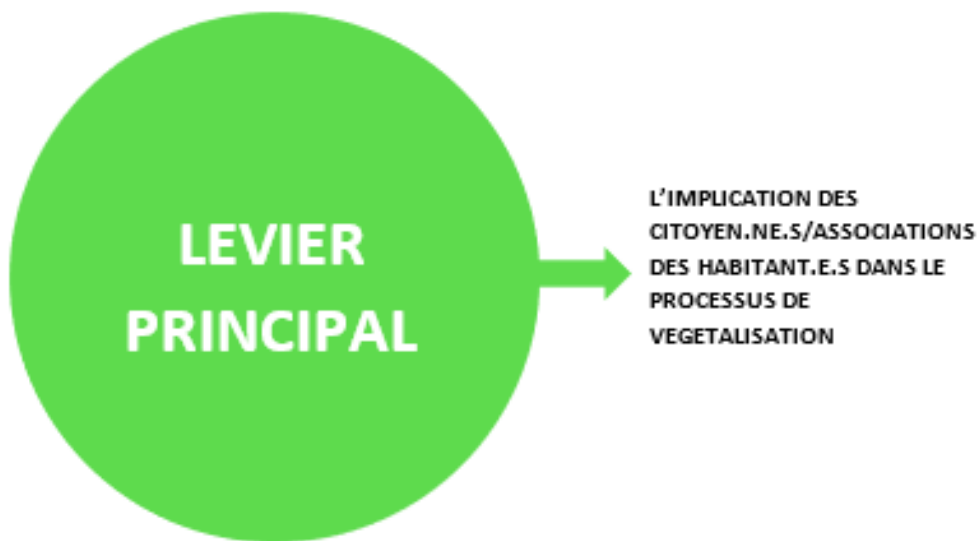 LEVIER
PRINCIPAL
L'IMPLICATION DES
CITOYEN.NE.S/ASSOCIATIONS
DES HABITANT.E.S DANS LE
PROCESSUS DE
VEGETALISATION